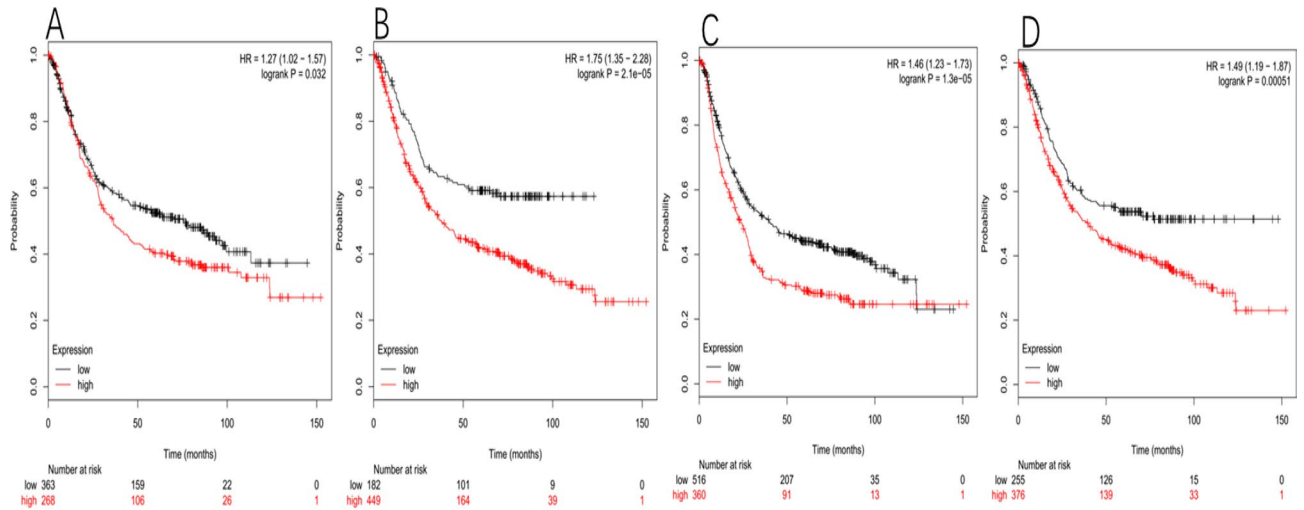 A
HR = 1.27 (1.02 − 1.57)
logrank P = 0.032
Probability
1.0
0.8
0.6
0.4
0.2
0.0
Expression
low
high
0 50 100 150
Time (months)
Number at risk
low 363 159 22 0
high 268 106 26 1
B
HR = 1.75 (1.35 − 2.28)
logrank P = 2.1e−05
Probability
1.0
0.8
0.6
0.4
0.2
0.0
Expression
low
high
0 50 100 150
Time (months)
Number at risk
low 182 101 9 0
high 449 164 39 1
C
HR = 1.46 (1.23 − 1.73)
logrank P = 1.3e−05
Probability
1.0
0.8
0.6
0.4
0.2
0.0
Expression
low
high
0 50 100 150
Time (months)
Number at risk
low 516 207 35 0
high 360 91 13 1
D
HR = 1.49 (1.19 − 1.87)
logrank P = 0.00051
Probability
1.0
0.8
0.6
0.4
0.2
0.0
Expression
low
high
0 50 100 150
Time (months)
Number at risk
low 255 126 15 0
high 376 139 33 1